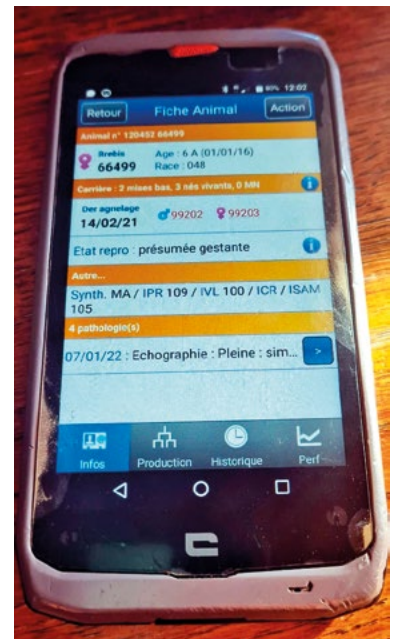 80% 12:02
Retour Fiche Animal Action
Animal n° 120452 66499
Brebis Age : 6 A (01/01/16)
66499 Race : 048
Carrière : 2 mises bas, 3 nés vivants, 0 MN
Der agnelage
14/02/21 ♂99202 ♀99203
Etat repro : présumée gestante
Autre...
Synth. MA / IPR 109 / IVL 100 / ICR / ISAM
105
4 pathologie(s)
07/01/22 : Echographie : Pleine : sim... >
Infos Production Historique Perf